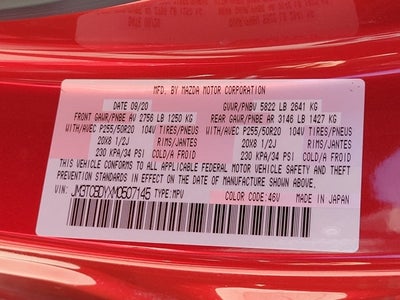 MFD. BY MAZDA MOTOR CORPORATION
DATE 09/20 GVWR/PNBV 5822 LB 2641 KG
FRONT GAWR/PNBE AV 2756 LB 1250 KG REAR GAWR/PNBE AR 3146 LB 1427 KG
WITH/AVEC P255/50R20 104V TIRES/PNEUS WITH/AVEC P255/50R20 104V TIRES/PNEUS
20X8 1/2J RIMS/JANTES 20X8 1/2J RIMS/JANTES
230 KPA/34 PSI COLD/A FROID 230 KPA/34 PSI COLD/A FROID
THIS VEHICLE CONFORMS TO ALL APPLICABLE FEDERAL MOTOR VEHICLE SAFETY AND THEFT
PREVENTION STANDARDS IN EFFECT ON THE DATE OF MANUFACTURE SHOWN ABOVE.
VIN: JM3TCBDYXM0507145 TYPE:MPV COLOR CODE:46V MADE IN JAPAN